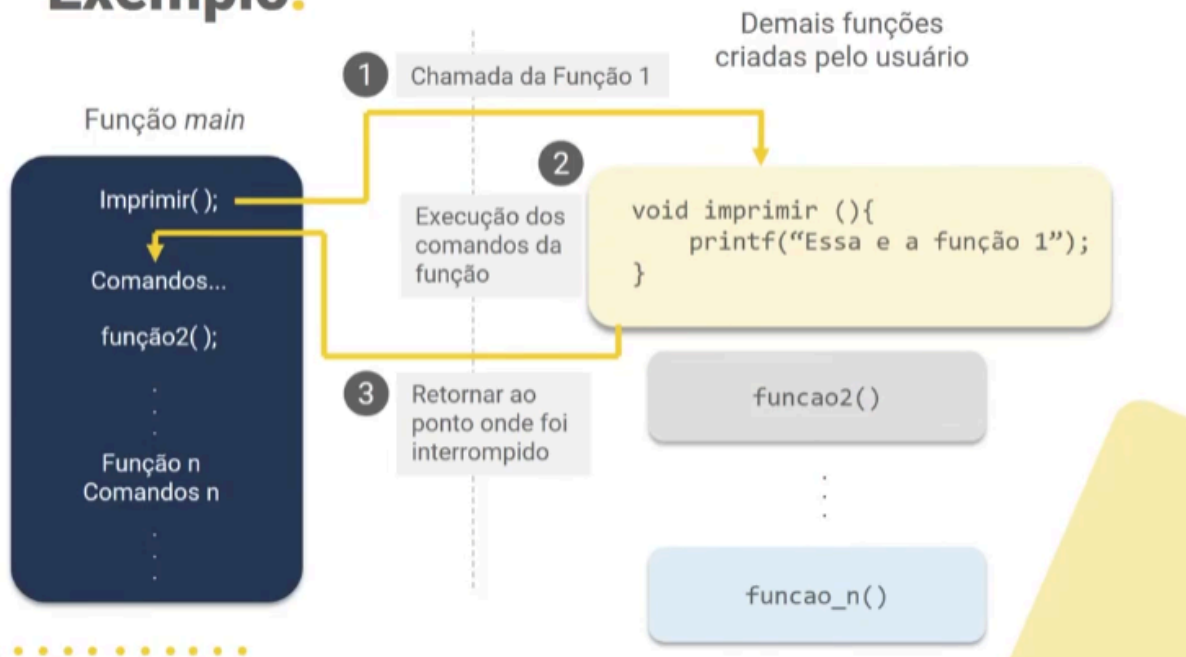 Exemplo.
Demais funções
criadas pelo usuário
1
Chamada da Função 1
Função main
2
Imprimir( );
Execução dos
comandos da
função
void imprimir (){
printf(“Essa e a função 1”);
}
Comandos...
função2( );
3
Retornar ao
ponto onde foi
interrompido
funcao2()
.
.
.
Função n
Comandos n
.
.
.
.
.
.
funcao_n()